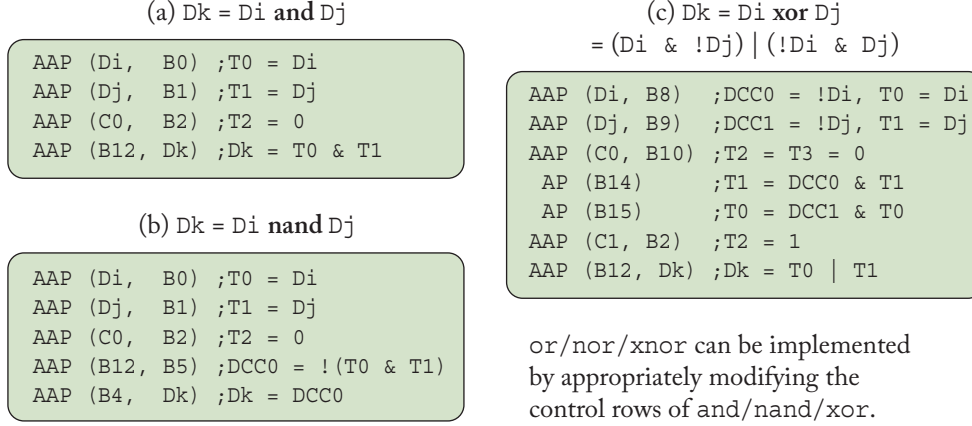 (a) Dk = Di and Dj
AAP (Di, B0) ;T0 = Di
AAP (Dj, B1) ;T1 = Dj
AAP (C0, B2) ;T2 = 0
AAP (B12, Dk) ;Dk = T0 & T1
(b) Dk = Di nand Dj
AAP (Di, B0) ;T0 = Di
AAP (Dj, B1) ;T1 = Dj
AAP (C0, B2) ;T2 = 0
AAP (B12, B5) ;DCC0 = !(T0 & T1)
AAP (B4, Dk) ;Dk = DCC0
(c) Dk = Di xor Dj
= (Di & !Dj) | (!Di & Dj)
AAP (Di, B8) ;DCC0 = !Di, T0 = Di
AAP (Dj, B9) ;DCC1 = !Dj, T1 = Dj
AAP (C0, B10) ;T2 = T3 = 0
AP (B14) ;T1 = DCC0 & T1
AP (B15) ;T0 = DCC1 & T0
AAP (C1, B2) ;T2 = 1
AAP (B12, Dk) ;Dk = T0 | T1
or/nor/xnor can be implemented
by appropriately modifying the
control rows of and/nand/xor.